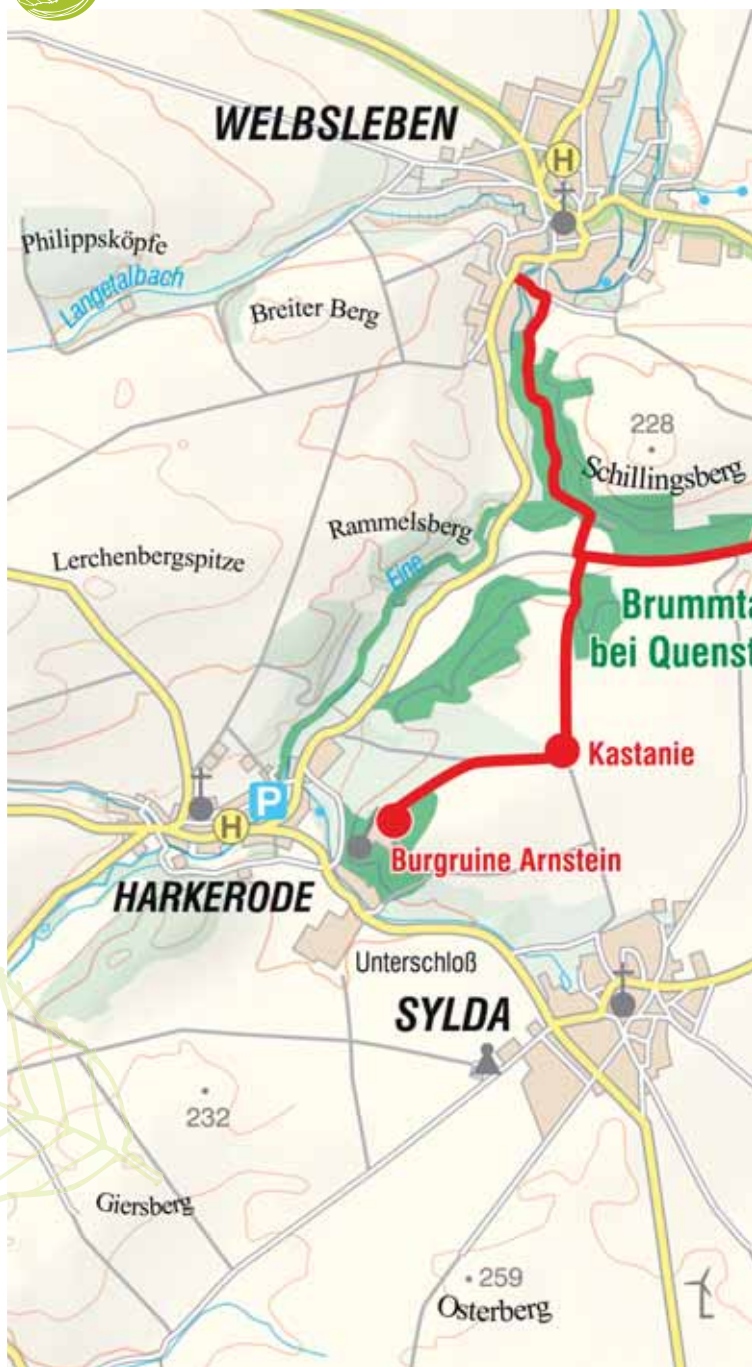 WELBSLEBEN
H
Philippsköpfe
Langetalbach
Breiter Berg
228
Schillingsberg
Rammelsberg
Lerchenbergspitze
Eine
Brummta
bei Quenst
Kastanie
P
H
Burgruine Arnstein
HARKERODE
Unterschloß
SYLDA
232
Giersberg
259
Osterberg